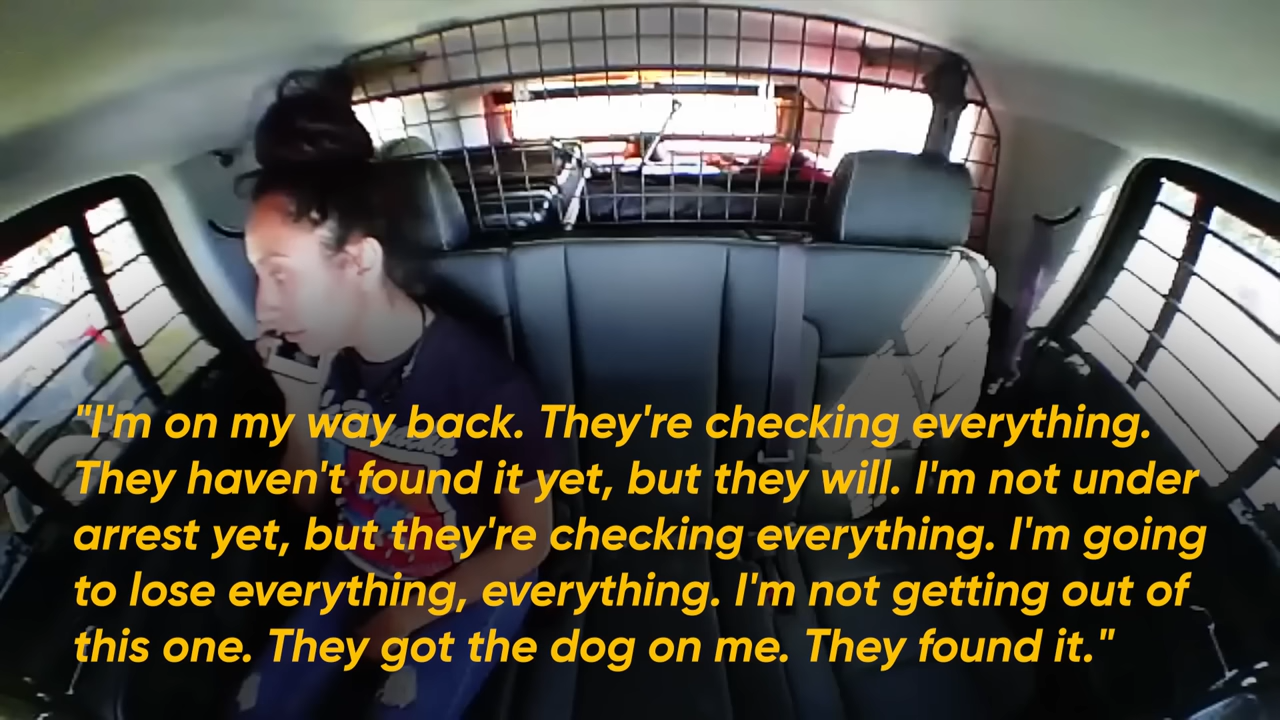 "I'm on my way back. They're checking everything.
They haven't found it yet, but they will. I'm not under
arrest yet, but they're checking everything. I'm going
to lose everything, everything. I'm not getting out of
this one. They got the dog on me. They found it."